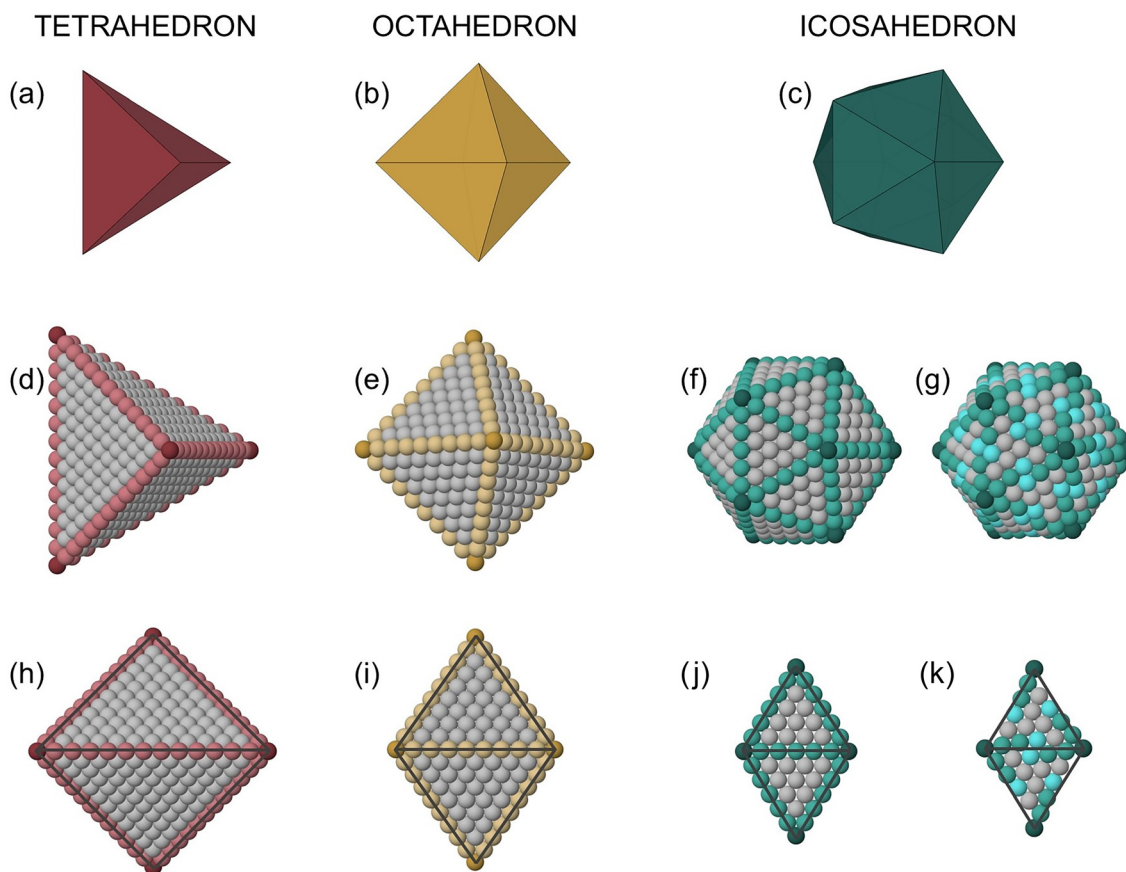 TETRAHEDRON OCTAHEDRON ICOSAHEDRON
(a) (b) (c)
(d) (e) (f) (g)
(h) (i) (j) (k)